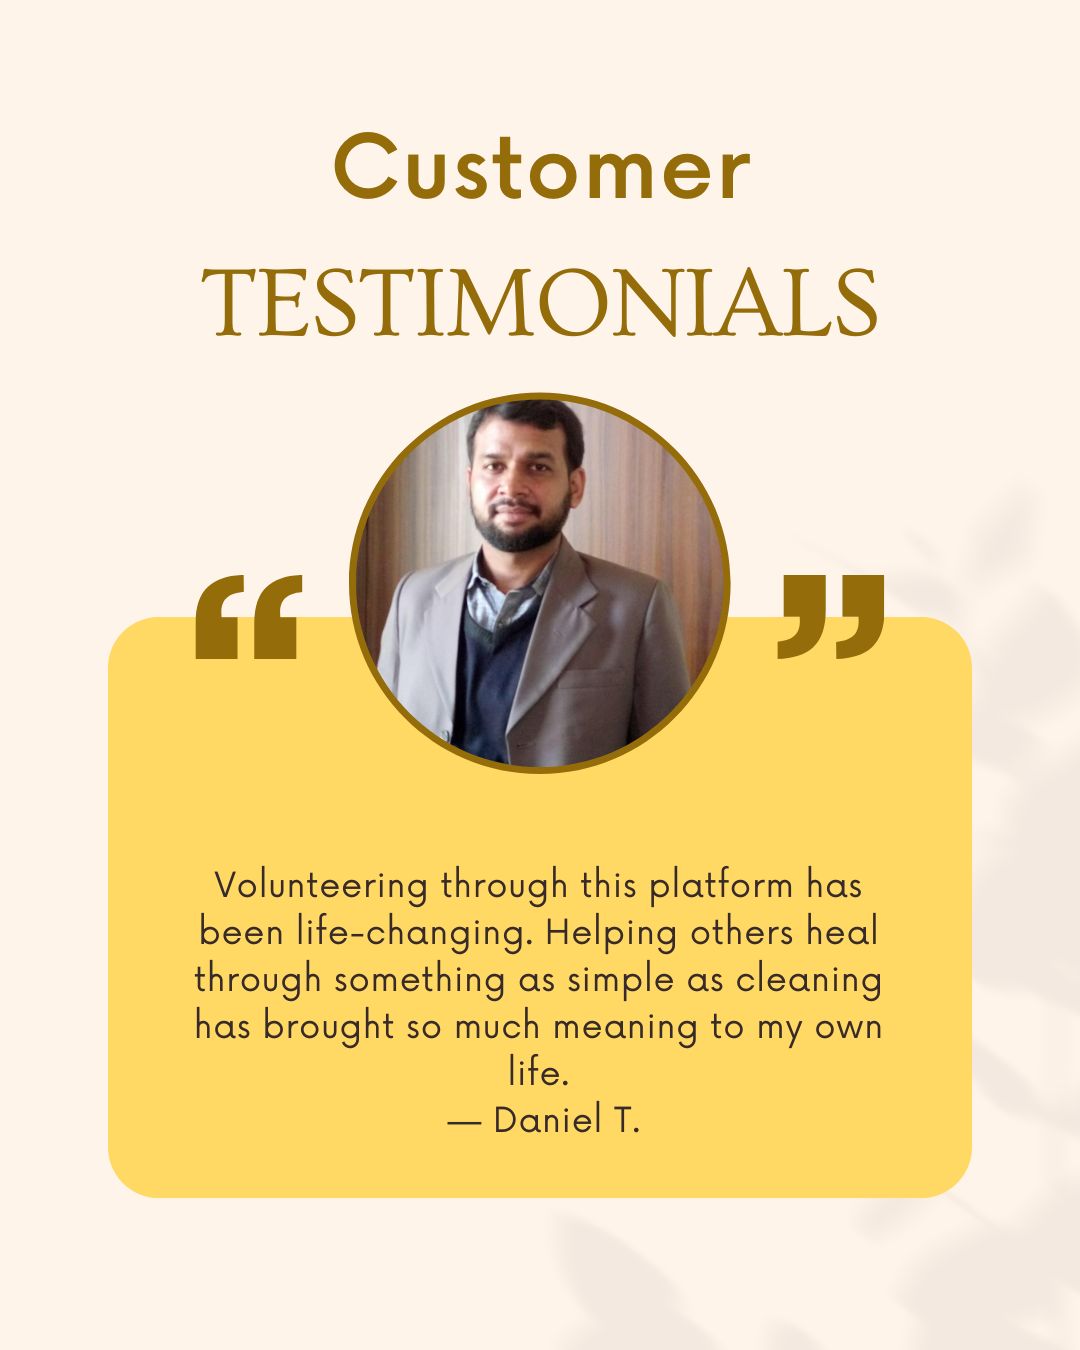 Customer
TESTIMONIALS
“ ”
Volunteering through this platform has
been life-changing. Helping others heal
through something as simple as cleaning
has brought so much meaning to my own
life.
— Daniel T.